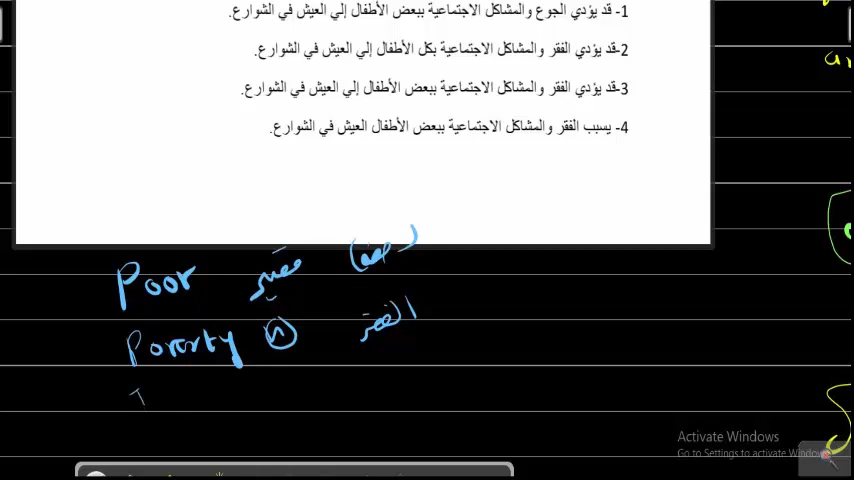 1- قد يؤدي الجوع والمشاكل الاجتماعية ببعض الأطفال إلي العيش في الشوارع.
2-قد يؤدي الفقر والمشاكل الاجتماعية بكل الأطفال إلي العيش في الشوارع.
3-قد يؤدي الفقر والمشاكل الاجتماعية ببعض الأطفال إلي العيش في الشوارع.
4- يسبب الفقر والمشاكل الاجتماعية ببعض الأطفال العيش في الشوارع.
Poor فقير (صفة)
n الفقر
Activate Windows
Go to Settings to activate Windows.